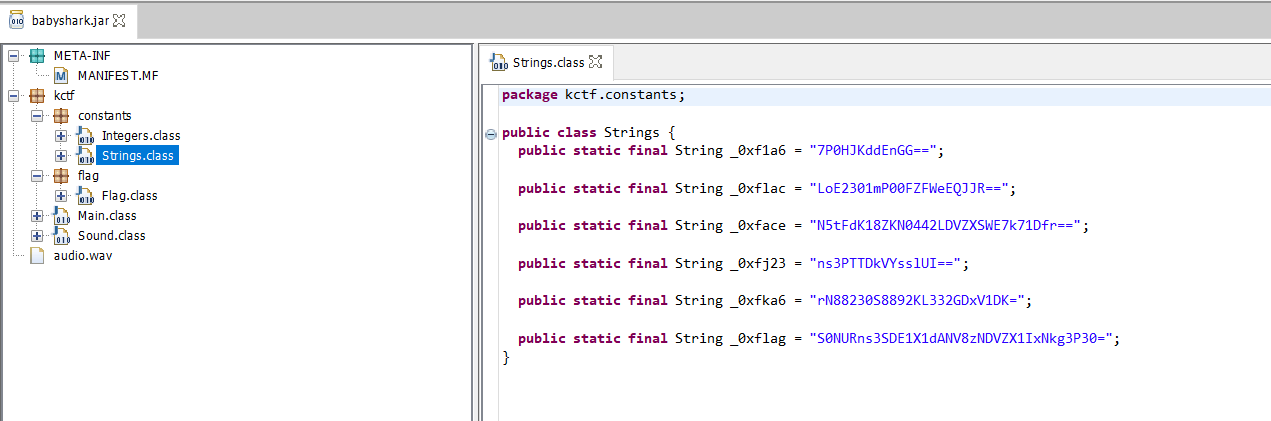 babyshark.jar
META-INF
MANIFEST.MF
kctf
constants
Integers.class
Strings.class
flag
Flag.class
Main.class
Sound.class
audio.wav
Strings.class
package kctf.constants;
public class Strings {
public static final String _0xf1a6 = "7P0HJKddEnGG==";
public static final String _0xflac = "LoE2301mP00FZFWeEQJJR==";
public static final String _0xface = "N5tFdK18ZKN0442LDVZXSWE7k71Dfr==";
public static final String _0xfj23 = "ns3PTTDkVYsslUI==";
public static final String _0xfka6 = "rN88230S8892KL332GDxV1DK=";
public static final String _0xflag = "S0NURns3SDE1X1dANV8zNDVZX1IxNkg3P30=";
}